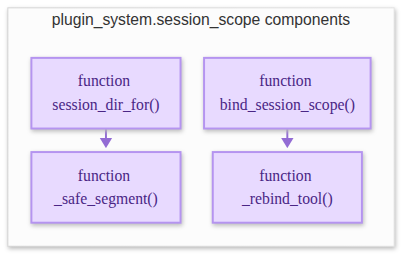 plugin_system.session_scope components
function
session_dir_for()
function
bind_session_scope()
function
_safe_segment()
function
_rebind_tool()